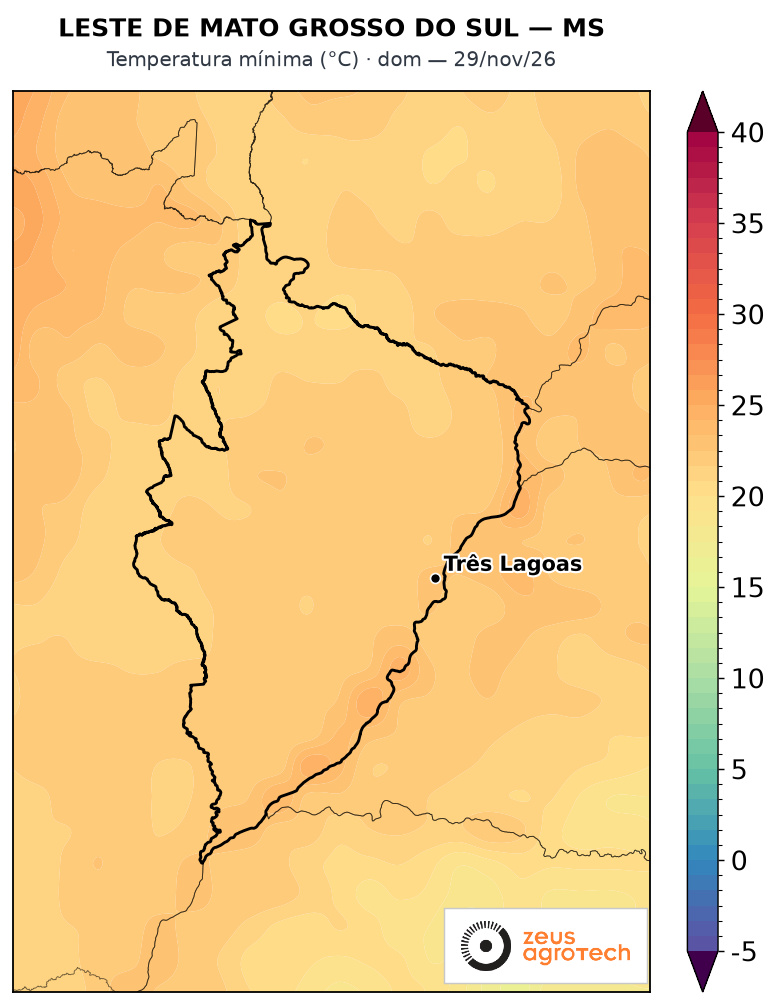 LESTE DE MATO GROSSO DO SUL — MS
Temperatura mínima (°C) · dom — 29/nov/26
40
35
30
25
20
15
10
5
0
-5
Três Lagoas
zeus
agrotech